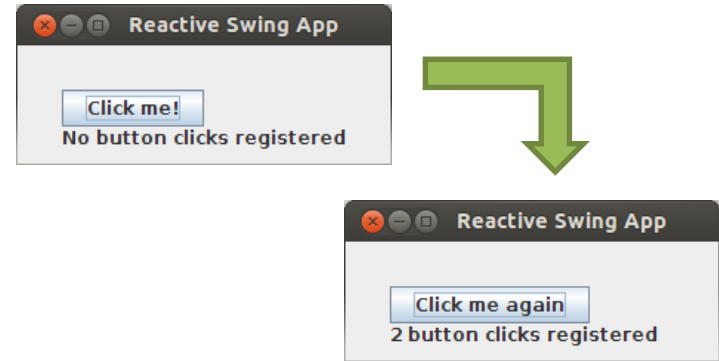 Reactive Swing App
Click me!
No button clicks registered
Reactive Swing App
Click me again
2 button clicks registered